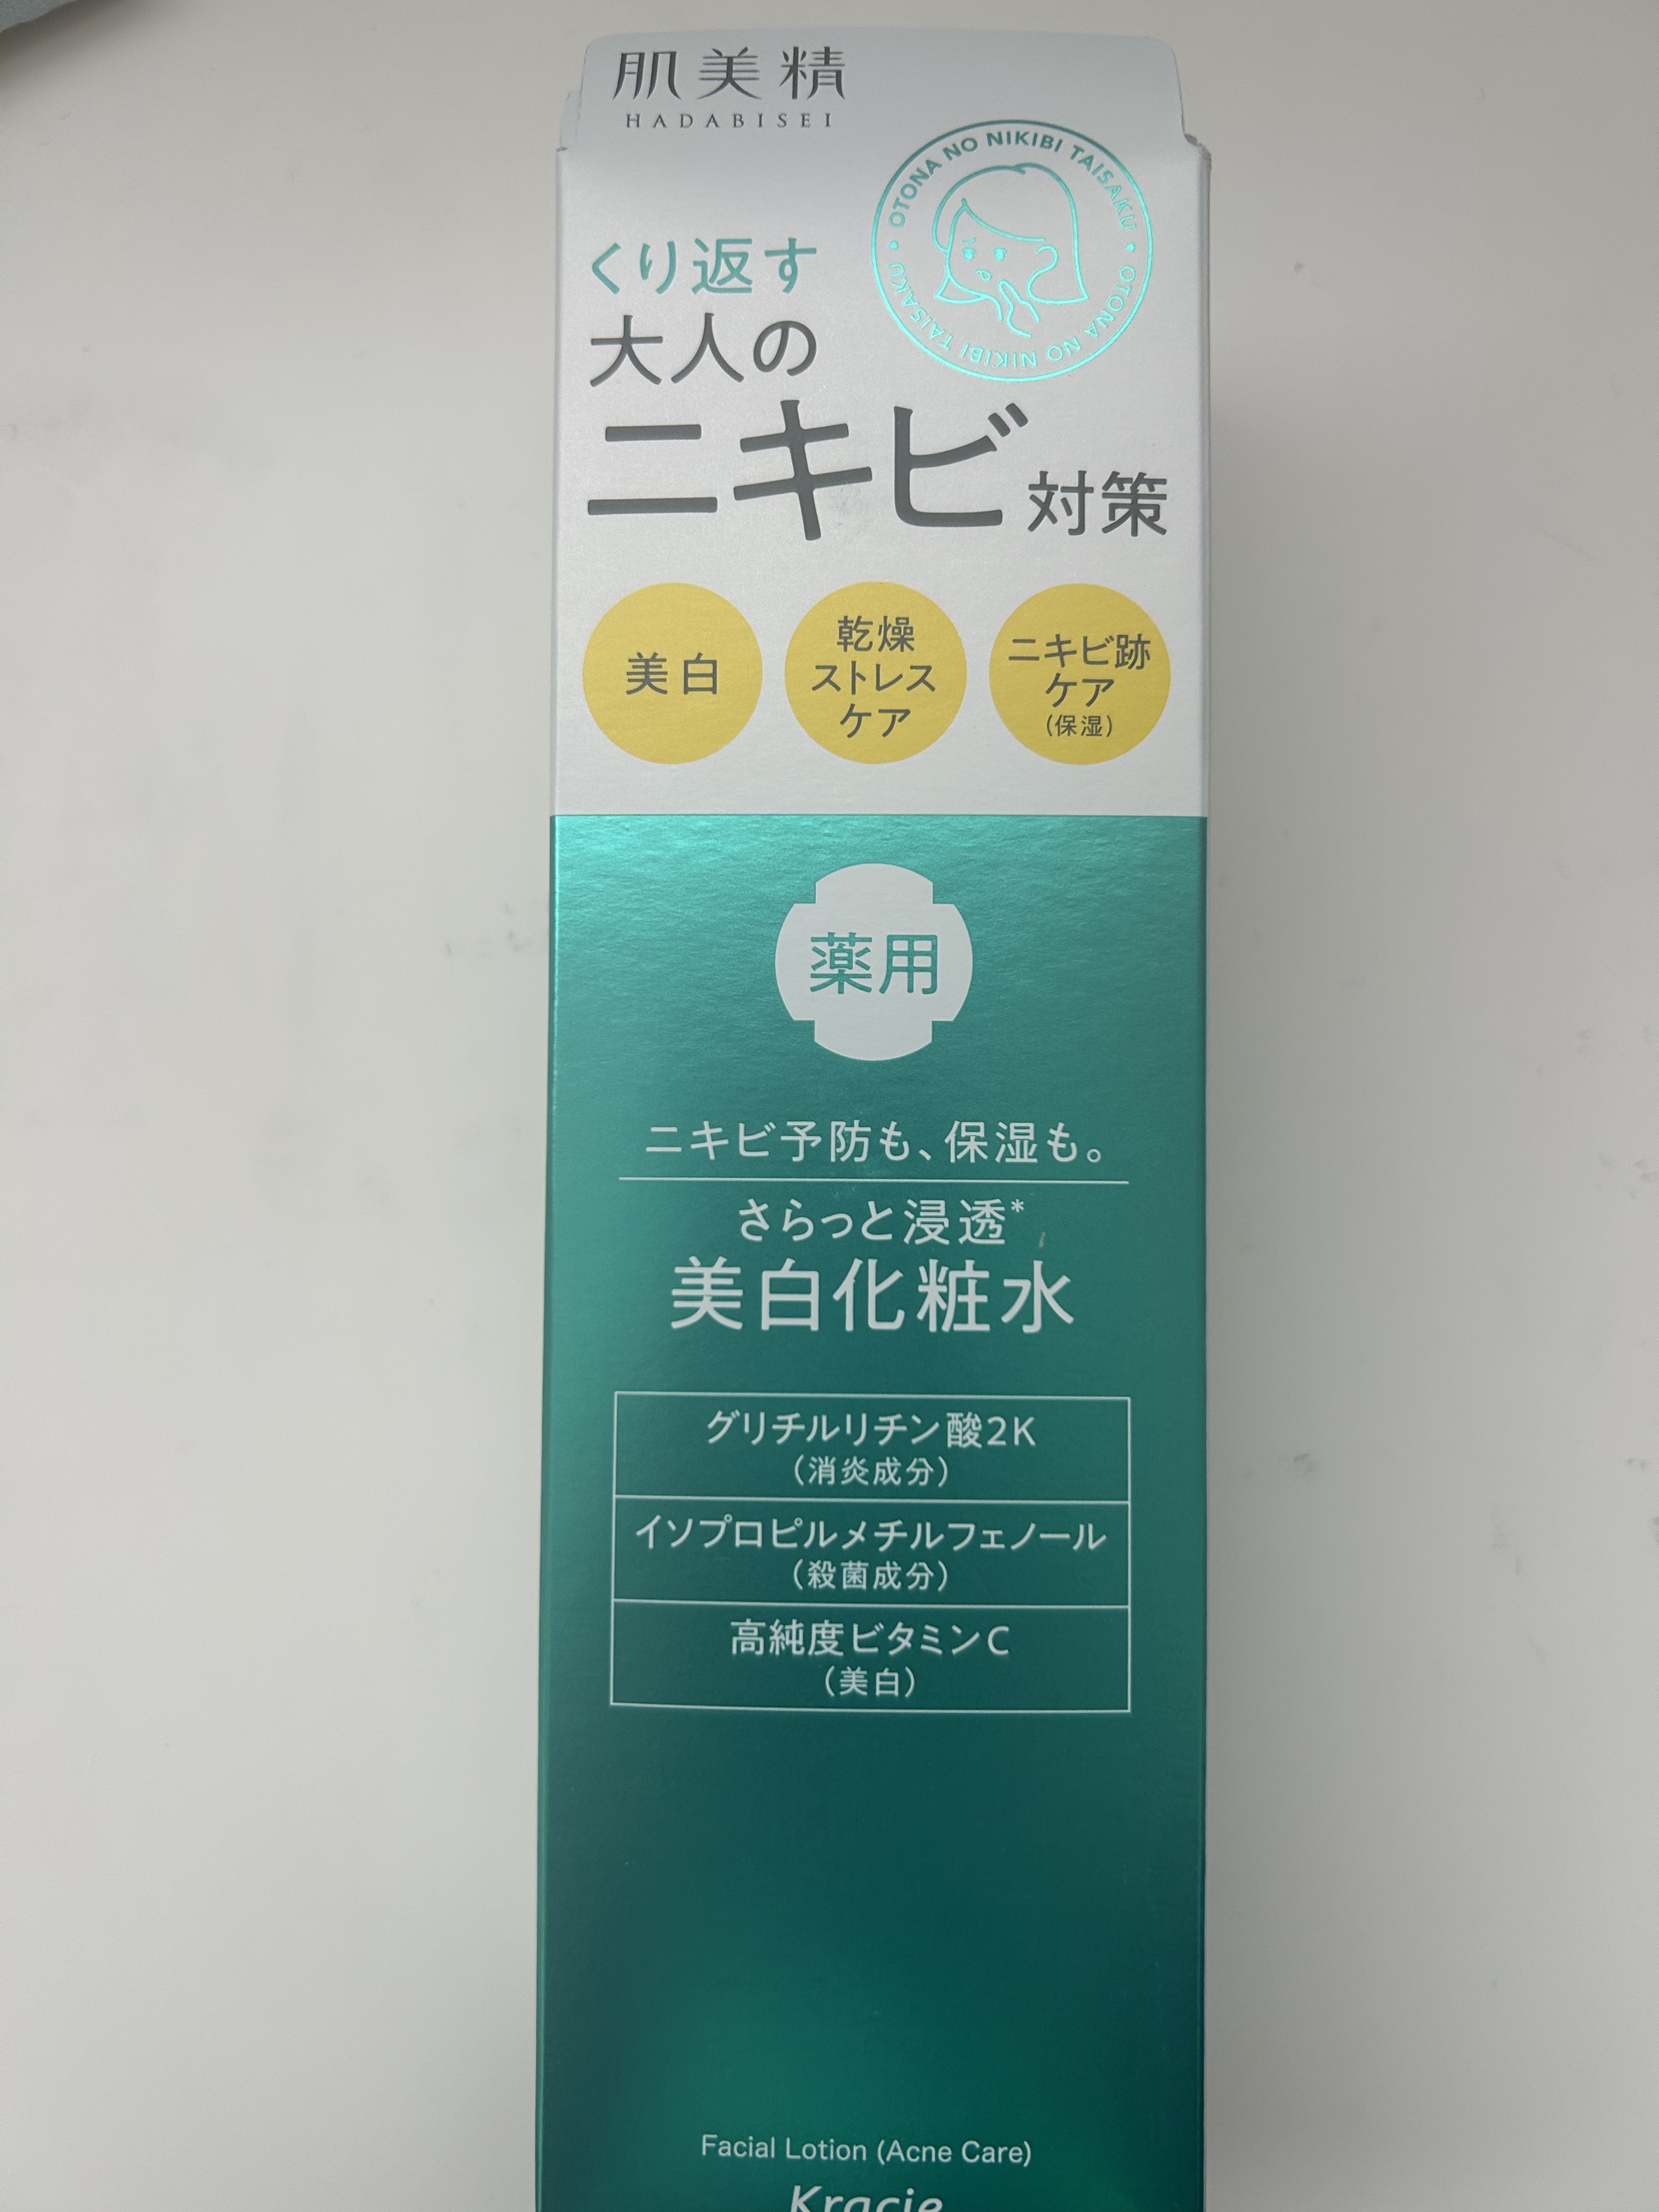 肌美精
HADABISEI
OTONA NO NIKIBI TAISAKU • OTONA NO NIKIBI TAISAKU •
くり返す
大人の
ニキビ対策
美白
乾燥
ストレス
ケア
ニキビ跡
ケア
(保湿)
薬用
ニキビ予防も、保湿も。
さらっと浸透*
美白化粧水
グリチルリチン酸2K
(消炎成分)
イソプロピルメチルフェノール
(殺菌成分)
高純度ビタミンC
(美白)
Facial Lotion (Acne Care)
Kracie